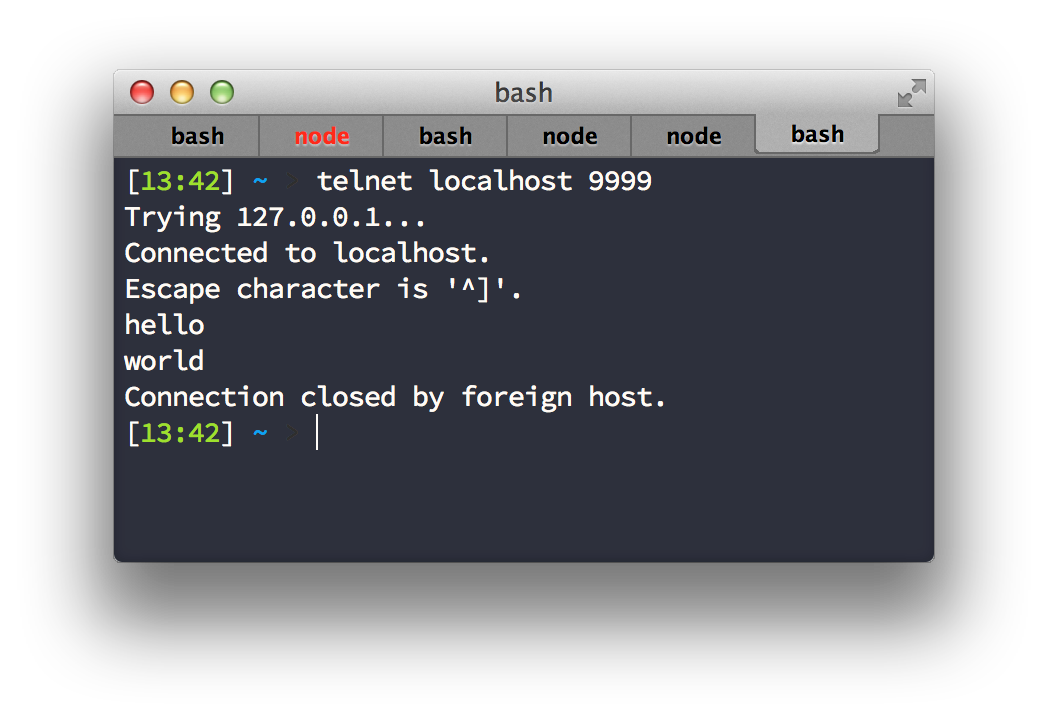 bash
bash node bash node node bash
[13:42] ~ » telnet localhost 9999
Trying 127.0.0.1...
Connected to localhost.
Escape character is '^]'.
hello
world
Connection closed by foreign host.
[13:42] ~ »